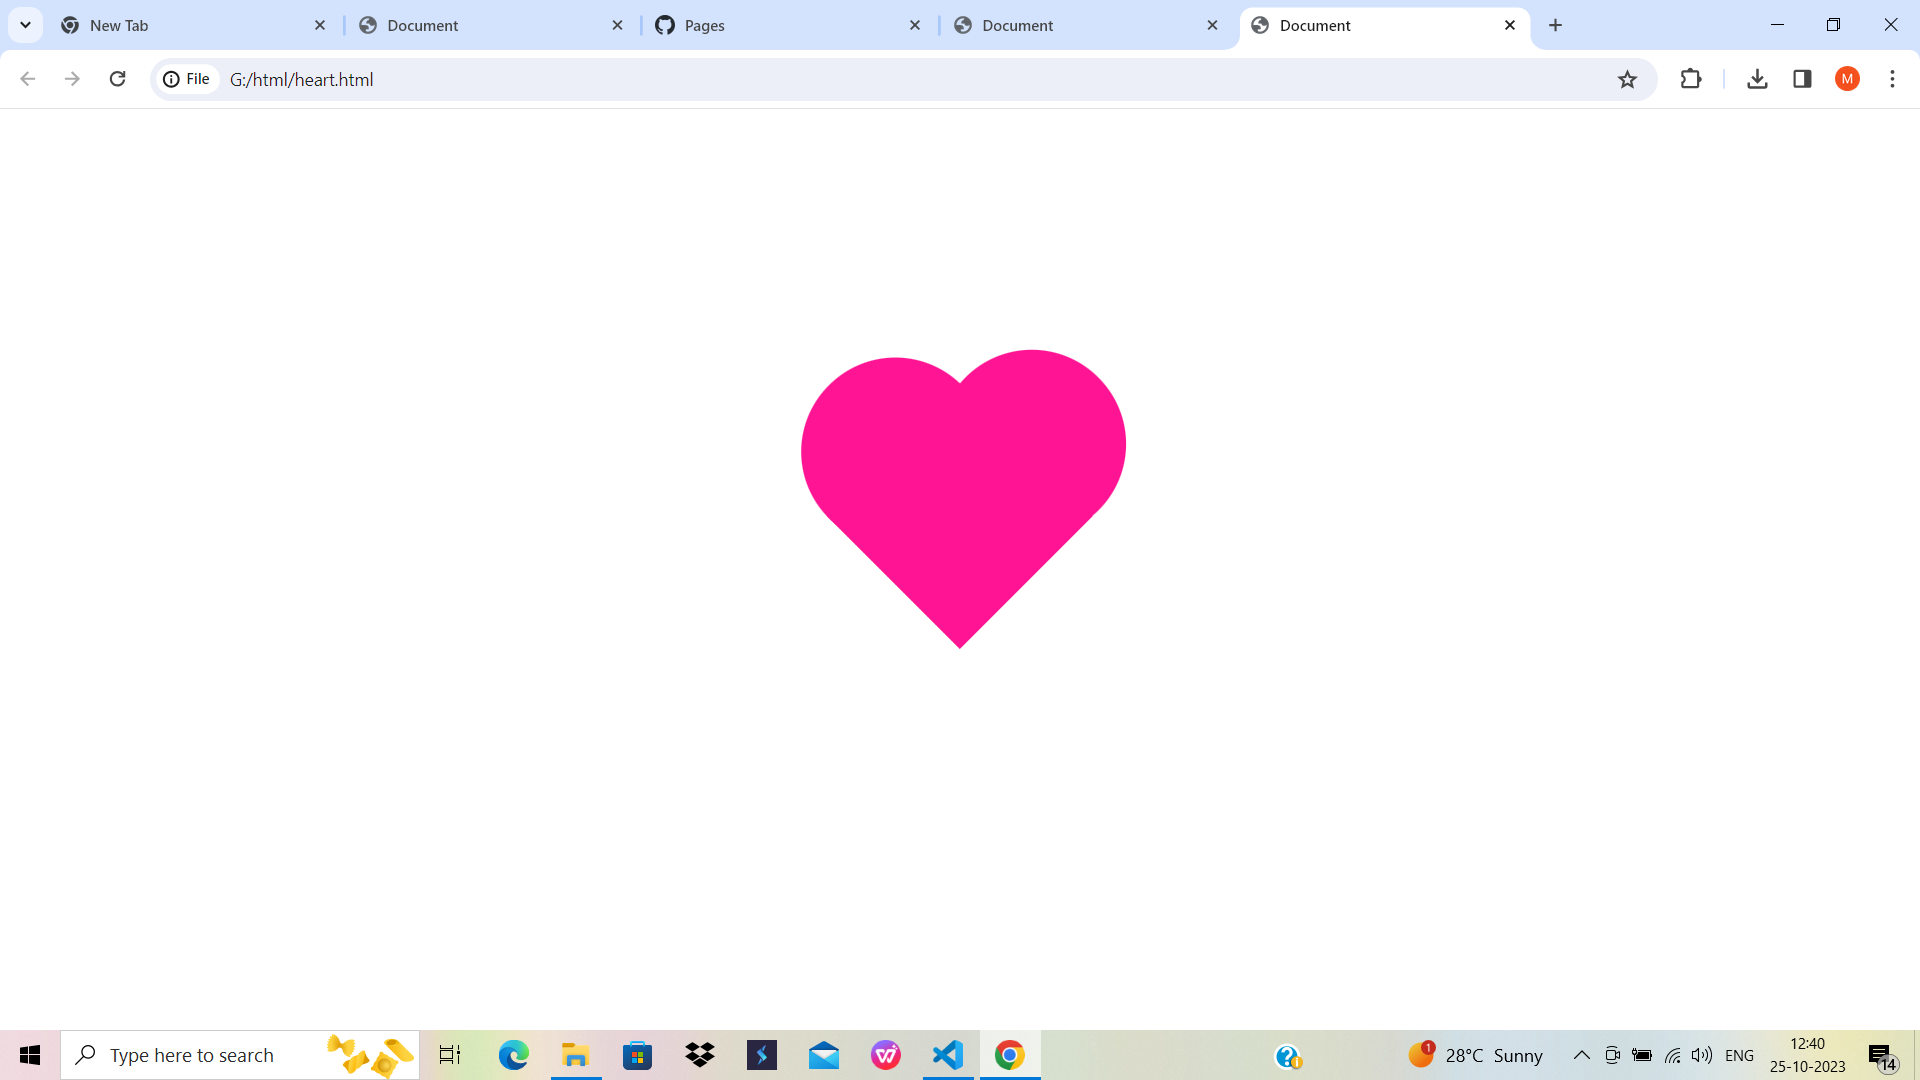 New Tab
Document
Pages
Document
Document
File G:/html/heart.html
M
Type here to search
1
28°C Sunny
ENG
12:40
25-10-2023
14